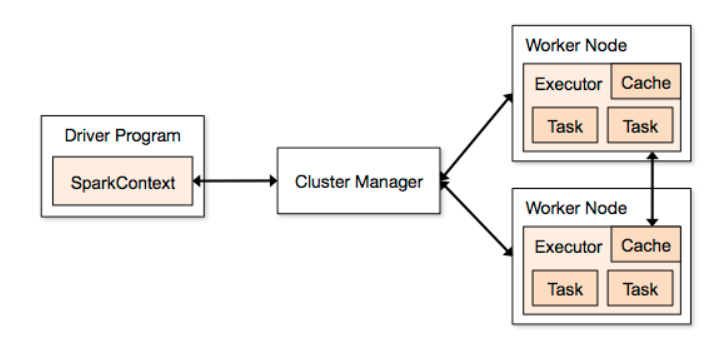 Driver Program
SparkContext
Cluster Manager
Worker Node
Executor
Cache
Task
Task
Worker Node
Executor
Cache
Task
Task